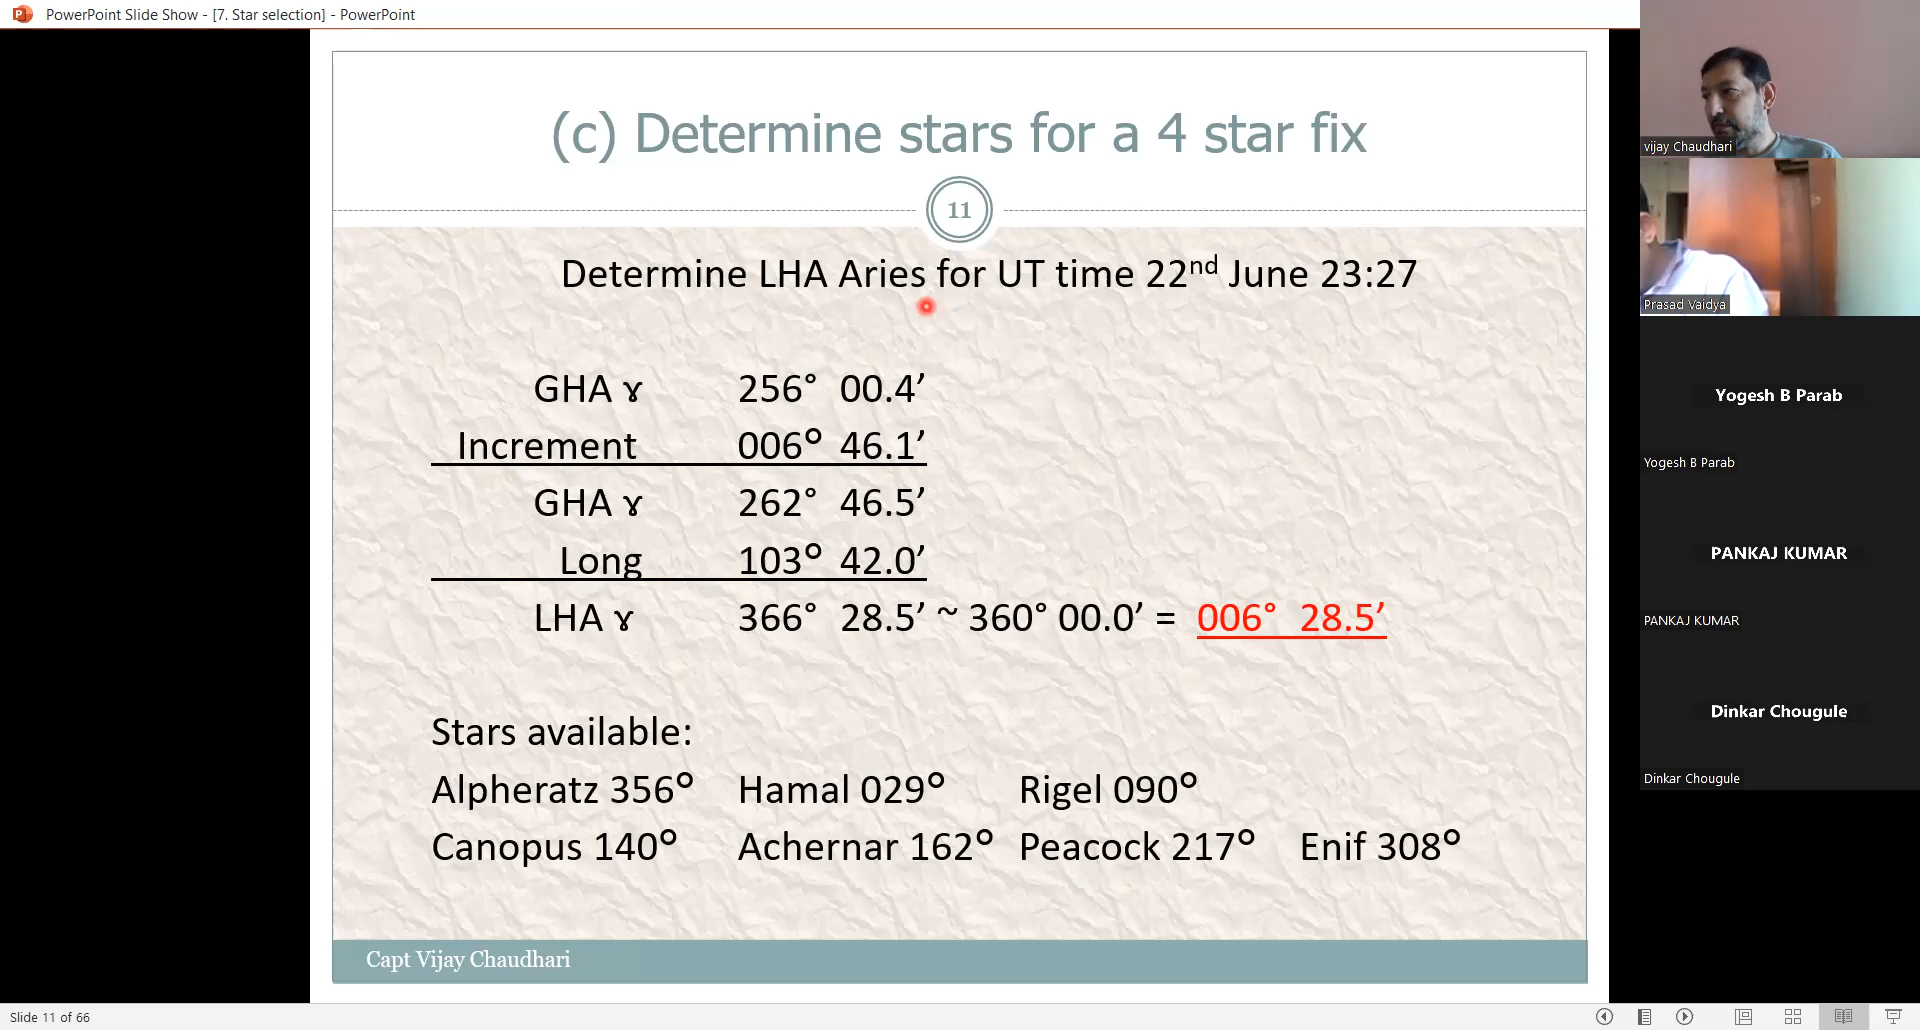 PowerPoint Slide Show - [7. Star selection] - PowerPoint
(c) Determine stars for a 4 star fix
11
Determine LHA Aries for UT time 22nd June 23:27
GHA ɤ 256° 00.4’
Increment 006° 46.1’
GHA ɤ 262° 46.5’
Long 103° 42.0’
LHA ɤ 366° 28.5’ ~ 360° 00.0’ = 006° 28.5’
Stars available:
Alpheratz 356° Hamal 029° Rigel 090°
Canopus 140° Achernar 162° Peacock 217° Enif 308°
Capt Vijay Chaudhari
Slide 11 of 66
vijay Chaudhari
Prasad Vaidya
Yogesh B Parab
Yogesh B Parab
PANKAJ KUMAR
PANKAJ KUMAR
Dinkar Chougule
Dinkar Chougule